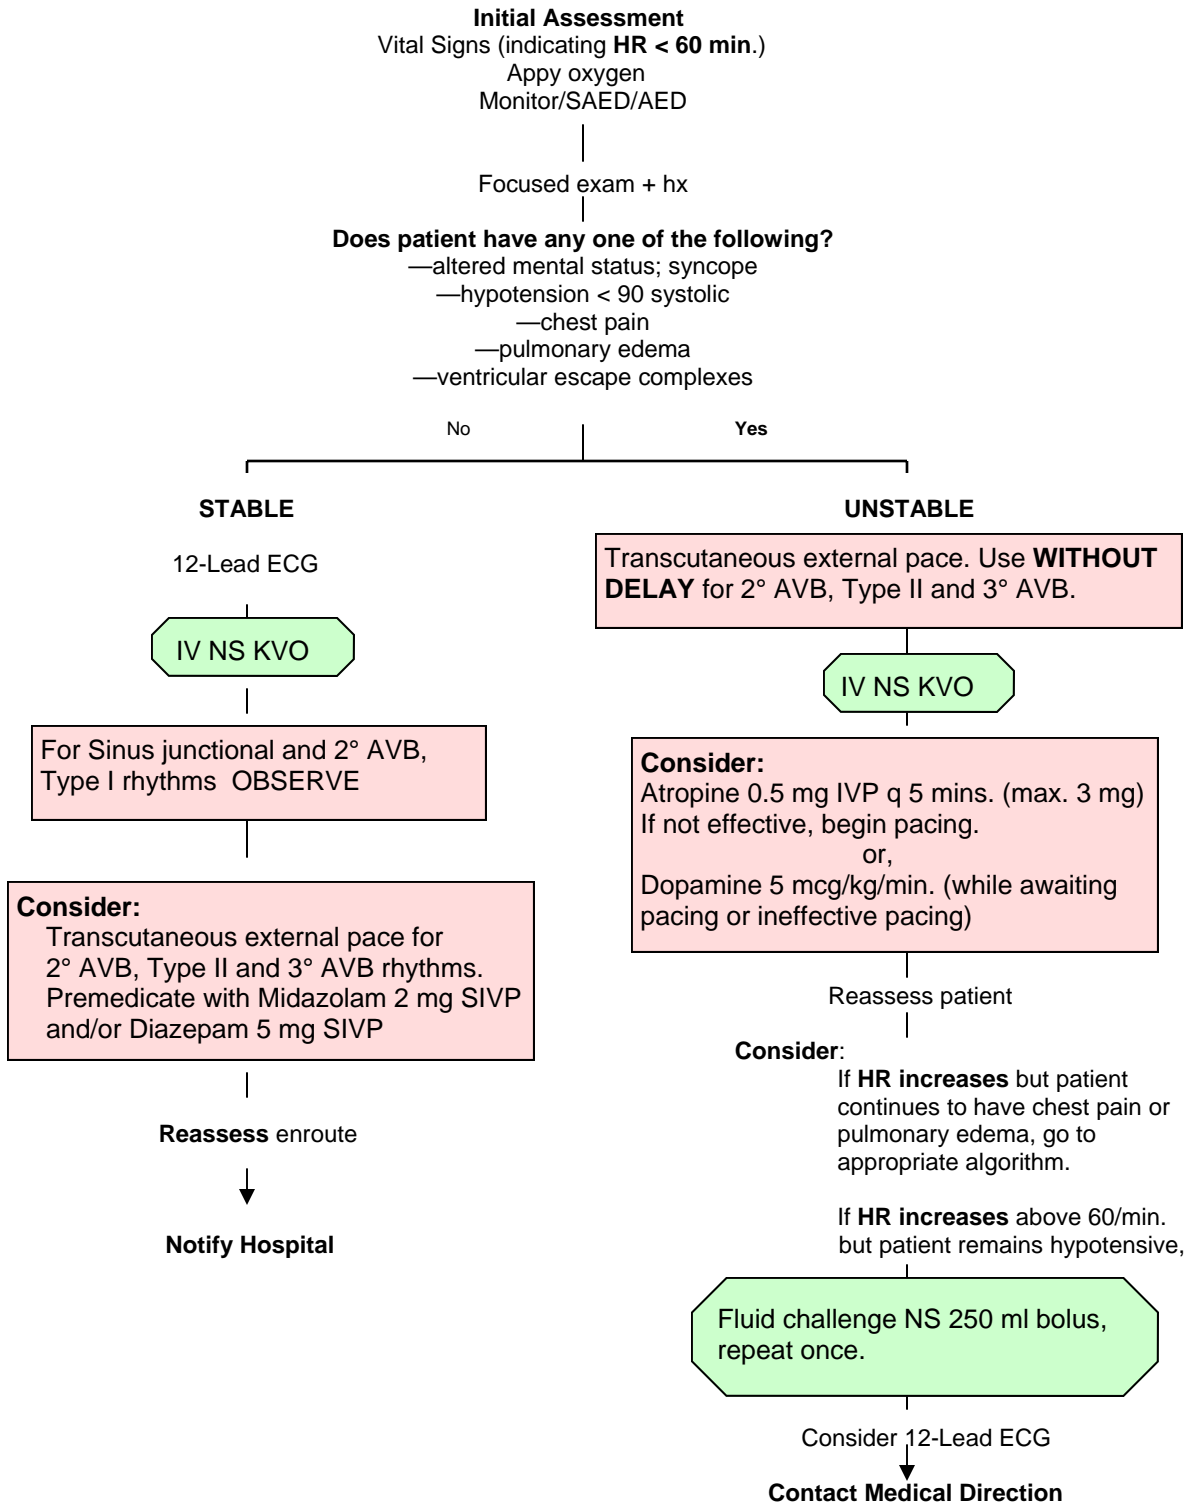 Initial Assessment
Vital Signs (indicating HR < 60 min.)
Appy oxygen
Monitor/SAED/AED
Focused exam + hx
Does patient have any one of the following?
—altered mental status; syncope
—hypotension < 90 systolic
—chest pain
—pulmonary edema
—ventricular escape complexes
No
Yes
STABLE
12-Lead ECG
IV NS KVO
For Sinus junctional and 2° AVB,
Type I rhythms OBSERVE
Consider:
Transcutaneous external pace for
2° AVB, Type II and 3° AVB rhythms.
Premedicate with Midazolam 2 mg SIVP
and/or Diazepam 5 mg SIVP
Reassess enroute
Notify Hospital
UNSTABLE
Transcutaneous external pace. Use WITHOUT
DELAY for 2° AVB, Type II and 3° AVB.
IV NS KVO
Consider:
Atropine 0.5 mg IVP q 5 mins. (max. 3 mg)
If not effective, begin pacing.
or,
Dopamine 5 mcg/kg/min. (while awaiting
pacing or ineffective pacing)
Reassess patient
Consider:
If HR increases but patient
continues to have chest pain or
pulmonary edema, go to
appropriate algorithm.
If HR increases above 60/min.
but patient remains hypotensive,
Fluid challenge NS 250 ml bolus,
repeat once.
Consider 12-Lead ECG
Contact Medical Direction